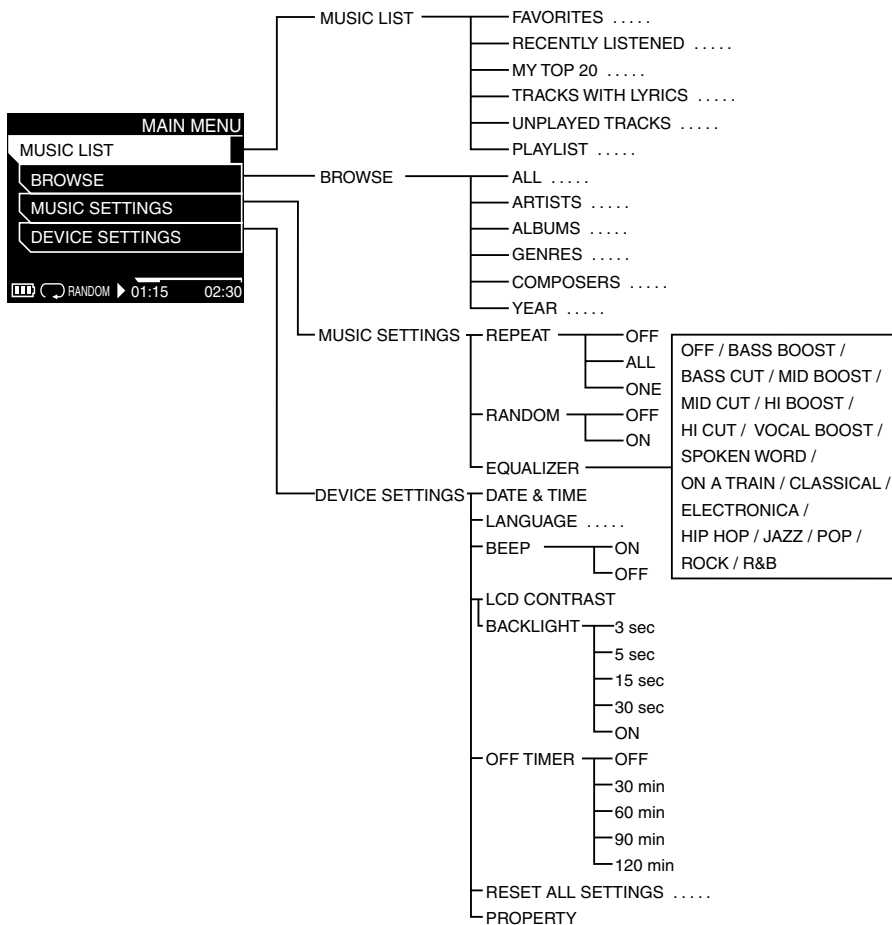 MAIN MENU
MUSIC LIST
BROWSE
MUSIC SETTINGS
DEVICE SETTINGS
RANDOM 01:15 02:30
MUSIC LIST
FAVORITES . . . . .
RECENTLY LISTENED . . . . .
MY TOP 20 . . . . .
TRACKS WITH LYRICS . . . . .
UNPLAYED TRACKS . . . . .
PLAYLIST . . . . .
BROWSE
ALL . . . . .
ARTISTS . . . . .
ALBUMS . . . . .
GENRES . . . . .
COMPOSERS . . . . .
YEAR . . . . .
MUSIC SETTINGS
REPEAT
OFF
ALL
ONE
RANDOM
OFF
ON
EQUALIZER
OFF / BASS BOOST /
BASS CUT / MID BOOST /
MID CUT / HI BOOST /
HI CUT / VOCAL BOOST /
SPOKEN WORD /
ON A TRAIN / CLASSICAL /
ELECTRONICA /
HIP HOP / JAZZ / POP /
ROCK / R&B
DEVICE SETTINGS
DATE & TIME
LANGUAGE . . . . .
BEEP
ON
OFF
LCD CONTRAST
BACKLIGHT
3 sec
5 sec
15 sec
30 sec
ON
OFF TIMER
OFF
30 min
60 min
90 min
120 min
RESET ALL SETTINGS . . . . .
PROPERTY